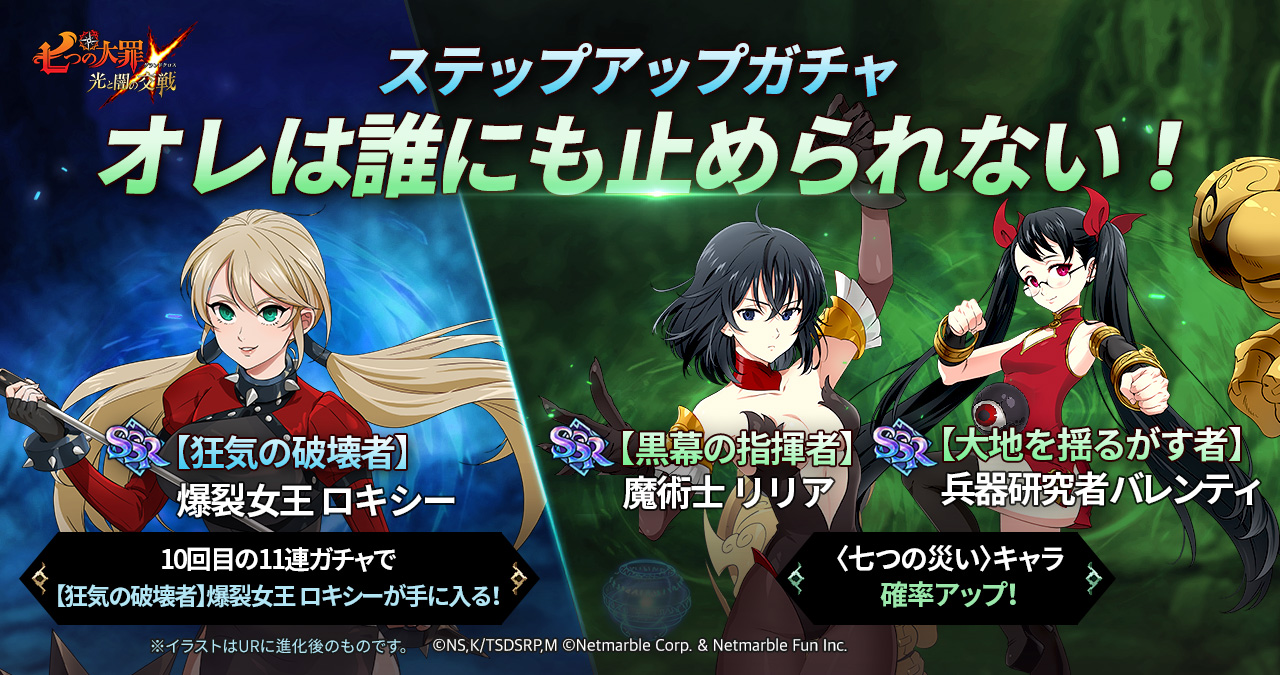 七つの大罪
グランドクロス
光と闇の交戦
ステップアップガチャ
オレは誰にも止められない！
SSR
【狂気の破壊者】
爆裂女王 ロキシー
SSR
【黒幕の指揮者】
魔術士 リリア
SSR
【大地を揺るがす者】
兵器研究者バレンティ
10回目の11連ガチャで
【狂気の破壊者】爆裂女王 ロキシーが手に入る！
〈七つの災い〉キャラ
確率アップ！
※イラストはURに進化後のものです。 ©NS,K/TSDSRP,M ©Netmarble Corp. & Netmarble Fun Inc.